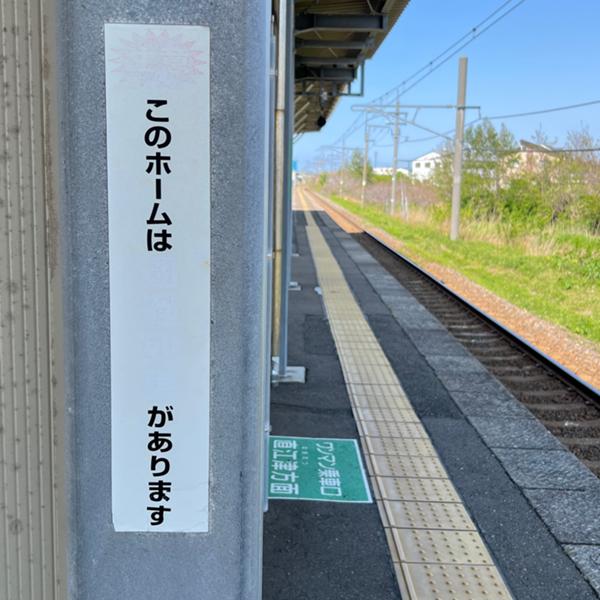 このホームは
があります
ワンマン乗車口
直江津方面